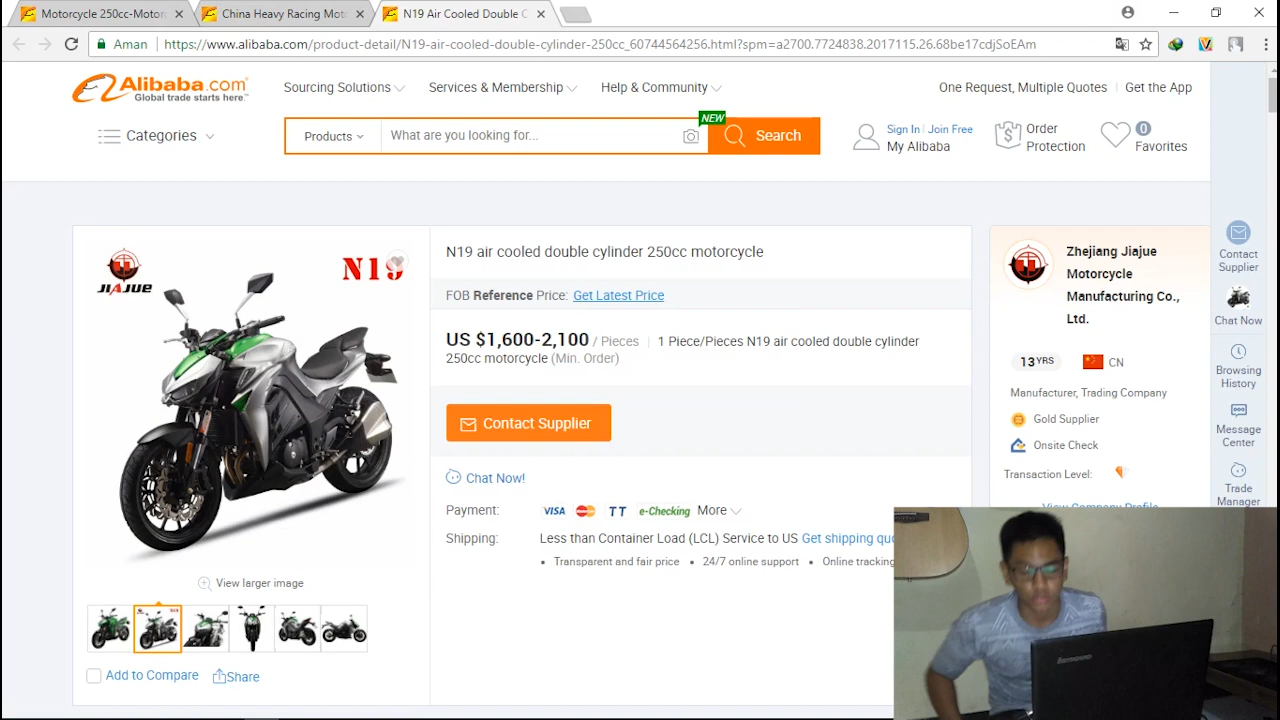 Motorcycle 250cc-Motor
China Heavy Racing Moto
N19 Air Cooled Double C
Aman
https://www.alibaba.com/product-detail/N19-air-cooled-double-cylinder-250cc_60744564256.html?spm=a2700.7724838.2017115.26.68be17cdjSoEAm
Alibaba.com
Global trade starts here.™
Sourcing Solutions
Services & Membership
Help & Community
One Request, Multiple Quotes
Get the App
NEW
Categories
Products
What are you looking for...
Search
Sign In | Join Free
My Alibaba
Order
Protection
0
Favorites
JIAJUE
N19
N19 air cooled double cylinder 250cc motorcycle
FOB Reference Price: Get Latest Price
US $1,600-2,100 / Pieces | 1 Piece/Pieces N19 air cooled double cylinder
250cc motorcycle (Min. Order)
Contact Supplier
Chat Now!
Payment: VISA TT e-Checking More
Shipping: Less than Container Load (LCL) Service to US Get shipping quo
• Transparent and fair price • 24/7 online support • Online tracking
View larger image
Add to Compare
Share
Zhejiang Jiajue
Motorcycle
Manufacturing Co.,
Ltd.
13 YRS
CN
Manufacturer, Trading Company
Gold Supplier
Onsite Check
Transaction Level:
View Company Profile
Contact
Supplier
Chat Now
Browsing
History
Message
Center
Trade
Manager
lenovo